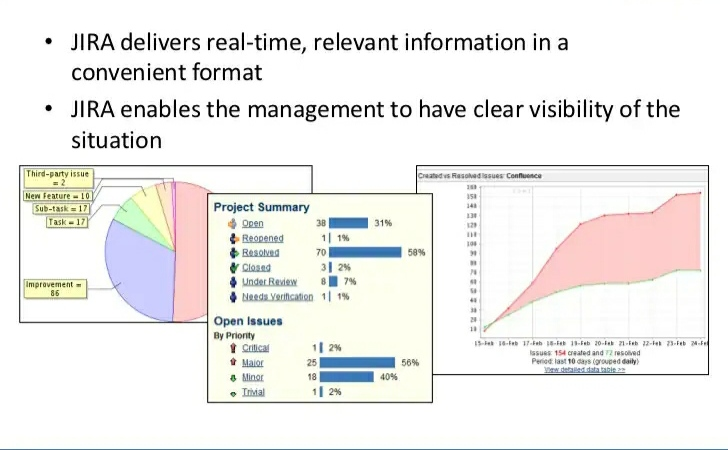 • JIRA delivers real-time, relevant information in a
convenient format
• JIRA enables the management to have clear visibility of the
situation
Third-party issue
= 2
New Feature = 10
Sub-task = 17
Task = 17
Improvement =
86
Project Summary
Open 38 31%
Reopened 1 1%
Resolved 70 58%
Closed 3 2%
Under Review 8 7%
Needs Verification 1 1%
Open Issues
By Priority
Critical 1 2%
Major 25 56%
Minor 18 40%
Trivial 1 2%
Created vs Resolved Issues: Confluence
160
150
140
130
120
110
100
90
80
70
60
50
40
30
20
10
15-Feb 16-Feb 17-Feb 18-Feb 19-Feb 20-Feb 21-Feb 22-Feb 23-Feb 24-Feb
Issues: 154 created and 72 resolved
Period: last 10 days (grouped daily)
View detailed data table >>